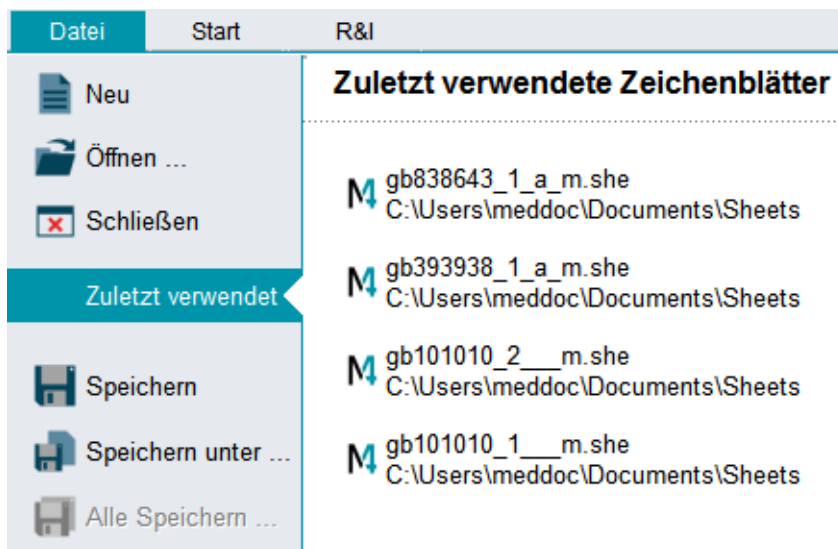 Datei Start R&I
Neu
Öffnen ...
Schließen
Zuletzt verwendet
Speichern
Speichern unter ...
Alle Speichern ...
Zuletzt verwendete Zeichenblätter
gb838643_1_a_m.she
C:\Users\meddoc\Documents\Sheets
gb393938_1_a_m.she
C:\Users\meddoc\Documents\Sheets
gb101010_2___m.she
C:\Users\meddoc\Documents\Sheets
gb101010_1___m.she
C:\Users\meddoc\Documents\Sheets